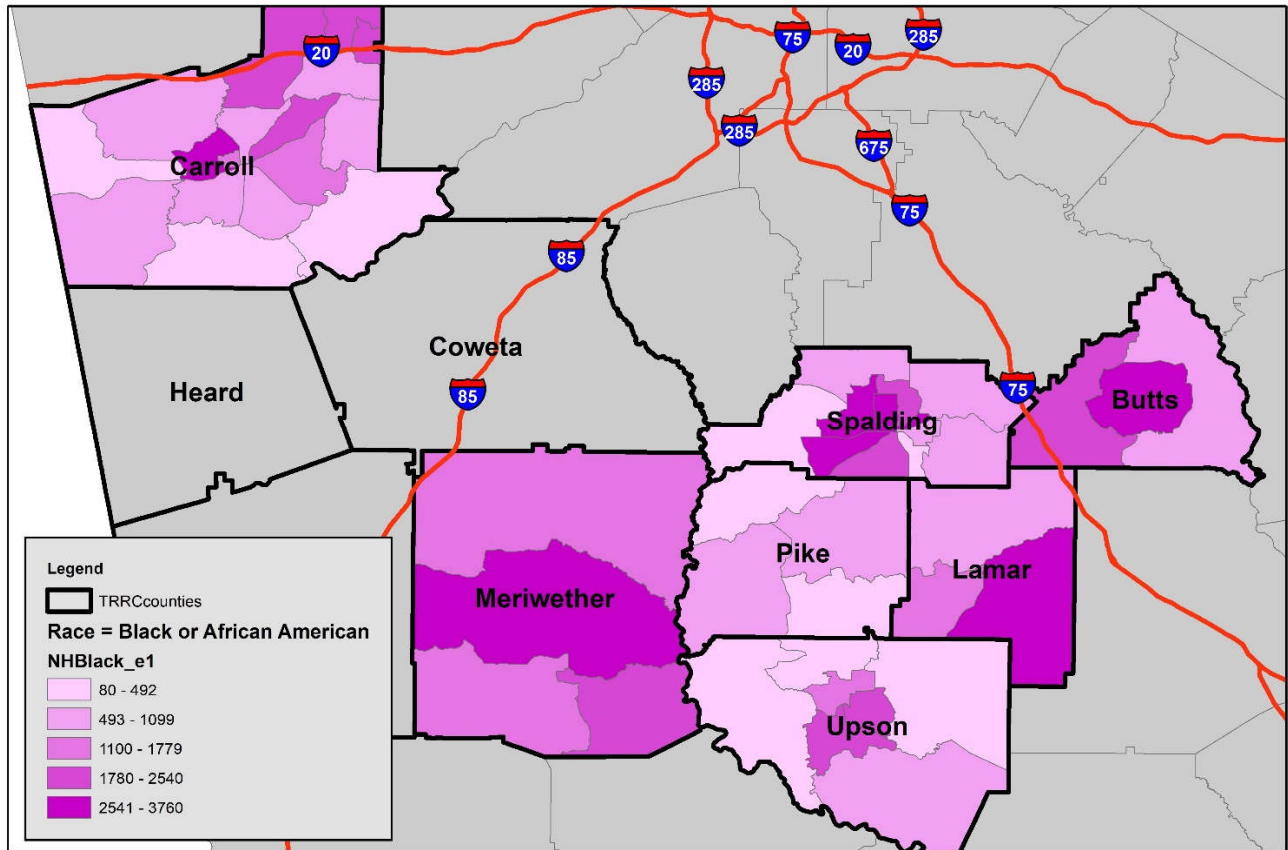 20
75
20
285
285
285
675
Carroll
75
85
Coweta
85
75
Heard
Butts
Spalding
Pike
Lamar
Meriwether
Upson
Legend
TRRCcounties
Race = Black or African American
NHBlack_e1
80 - 492
493 - 1099
1100 - 1779
1780 - 2540
2541 - 3760